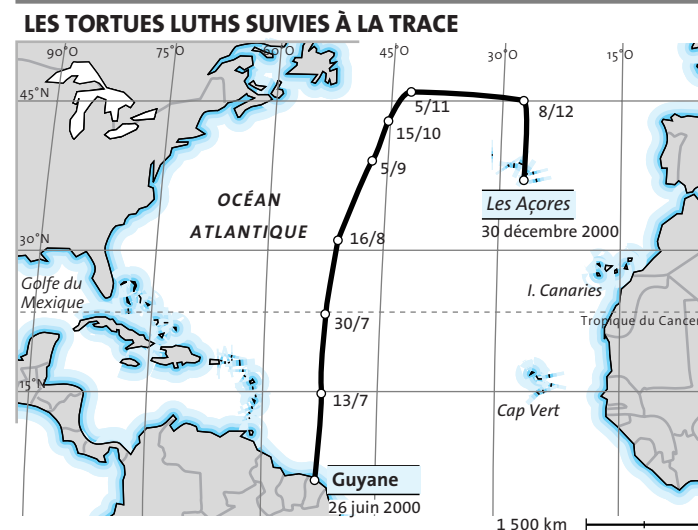 LES TORTUES LUTHS SUIVIES À LA TRACE
90°O 75°O 60°O 45°O 30°O 15°O
45°N
5/11
8/12
15/10
5/9
OCÉAN
ATLANTIQUE
Les Açores
30 décembre 2000
16/8
30°N
Golfe du
Mexique
I. Canaries
30/7
Tropique du Cancer
15°N
13/7
Cap Vert
Guyane
26 juin 2000
1 500 km